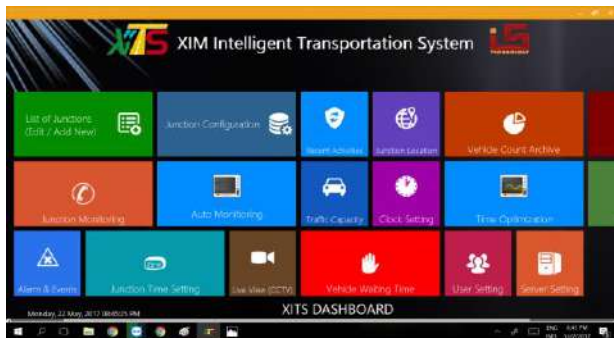 XiTS XIM Intelligent Transportation System
List of Junctions
(Edit / Add New)
Junction Configuration
Recent Activities
Junction Location
Vehicle Count Archive
Junction Monitoring
Auto Monitoring
Traffic Capacity
Clock Setting
Time Optimization
Alarm & Events
Junction Time Setting
Live View (CCTV)
Vehicle Waiting Time
User Setting
Server Setting
Monday, 22 May, 2017
XITS DASHBOARD
ENG